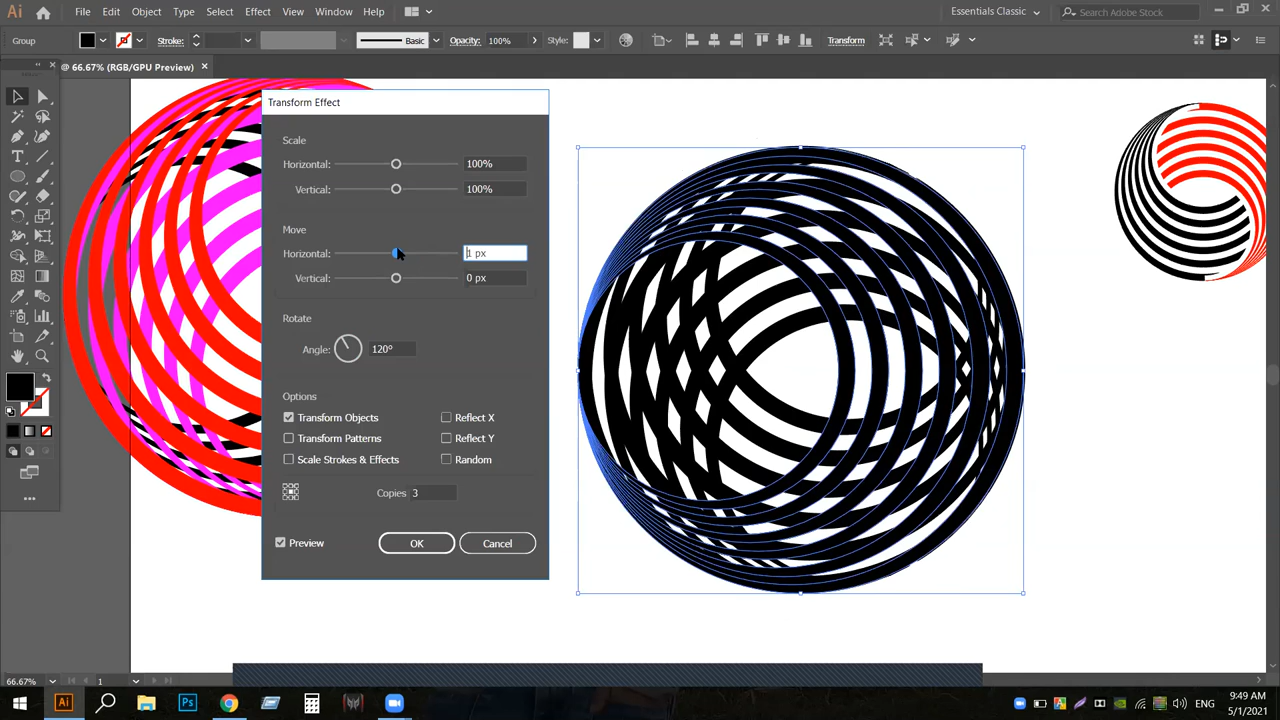 Ai File Edit Object Type Select Effect View Window Help Essentials Classic Search Adobe Stock
Group Stroke: Basic Opacity: 100% Style: Transform
@ 66.67% (RGB/GPU Preview)
Transform Effect
Scale
Horizontal: 100%
Vertical: 100%
Move
Horizontal: 1 px
Vertical: 0 px
Rotate
Angle: 120°
Options
Transform Objects Reflect X
Transform Patterns Reflect Y
Scale Strokes & Effects Random
Copies 3
Preview OK Cancel
66.67% 1
Ai Ps ENG 9:49 AM
5/1/2021